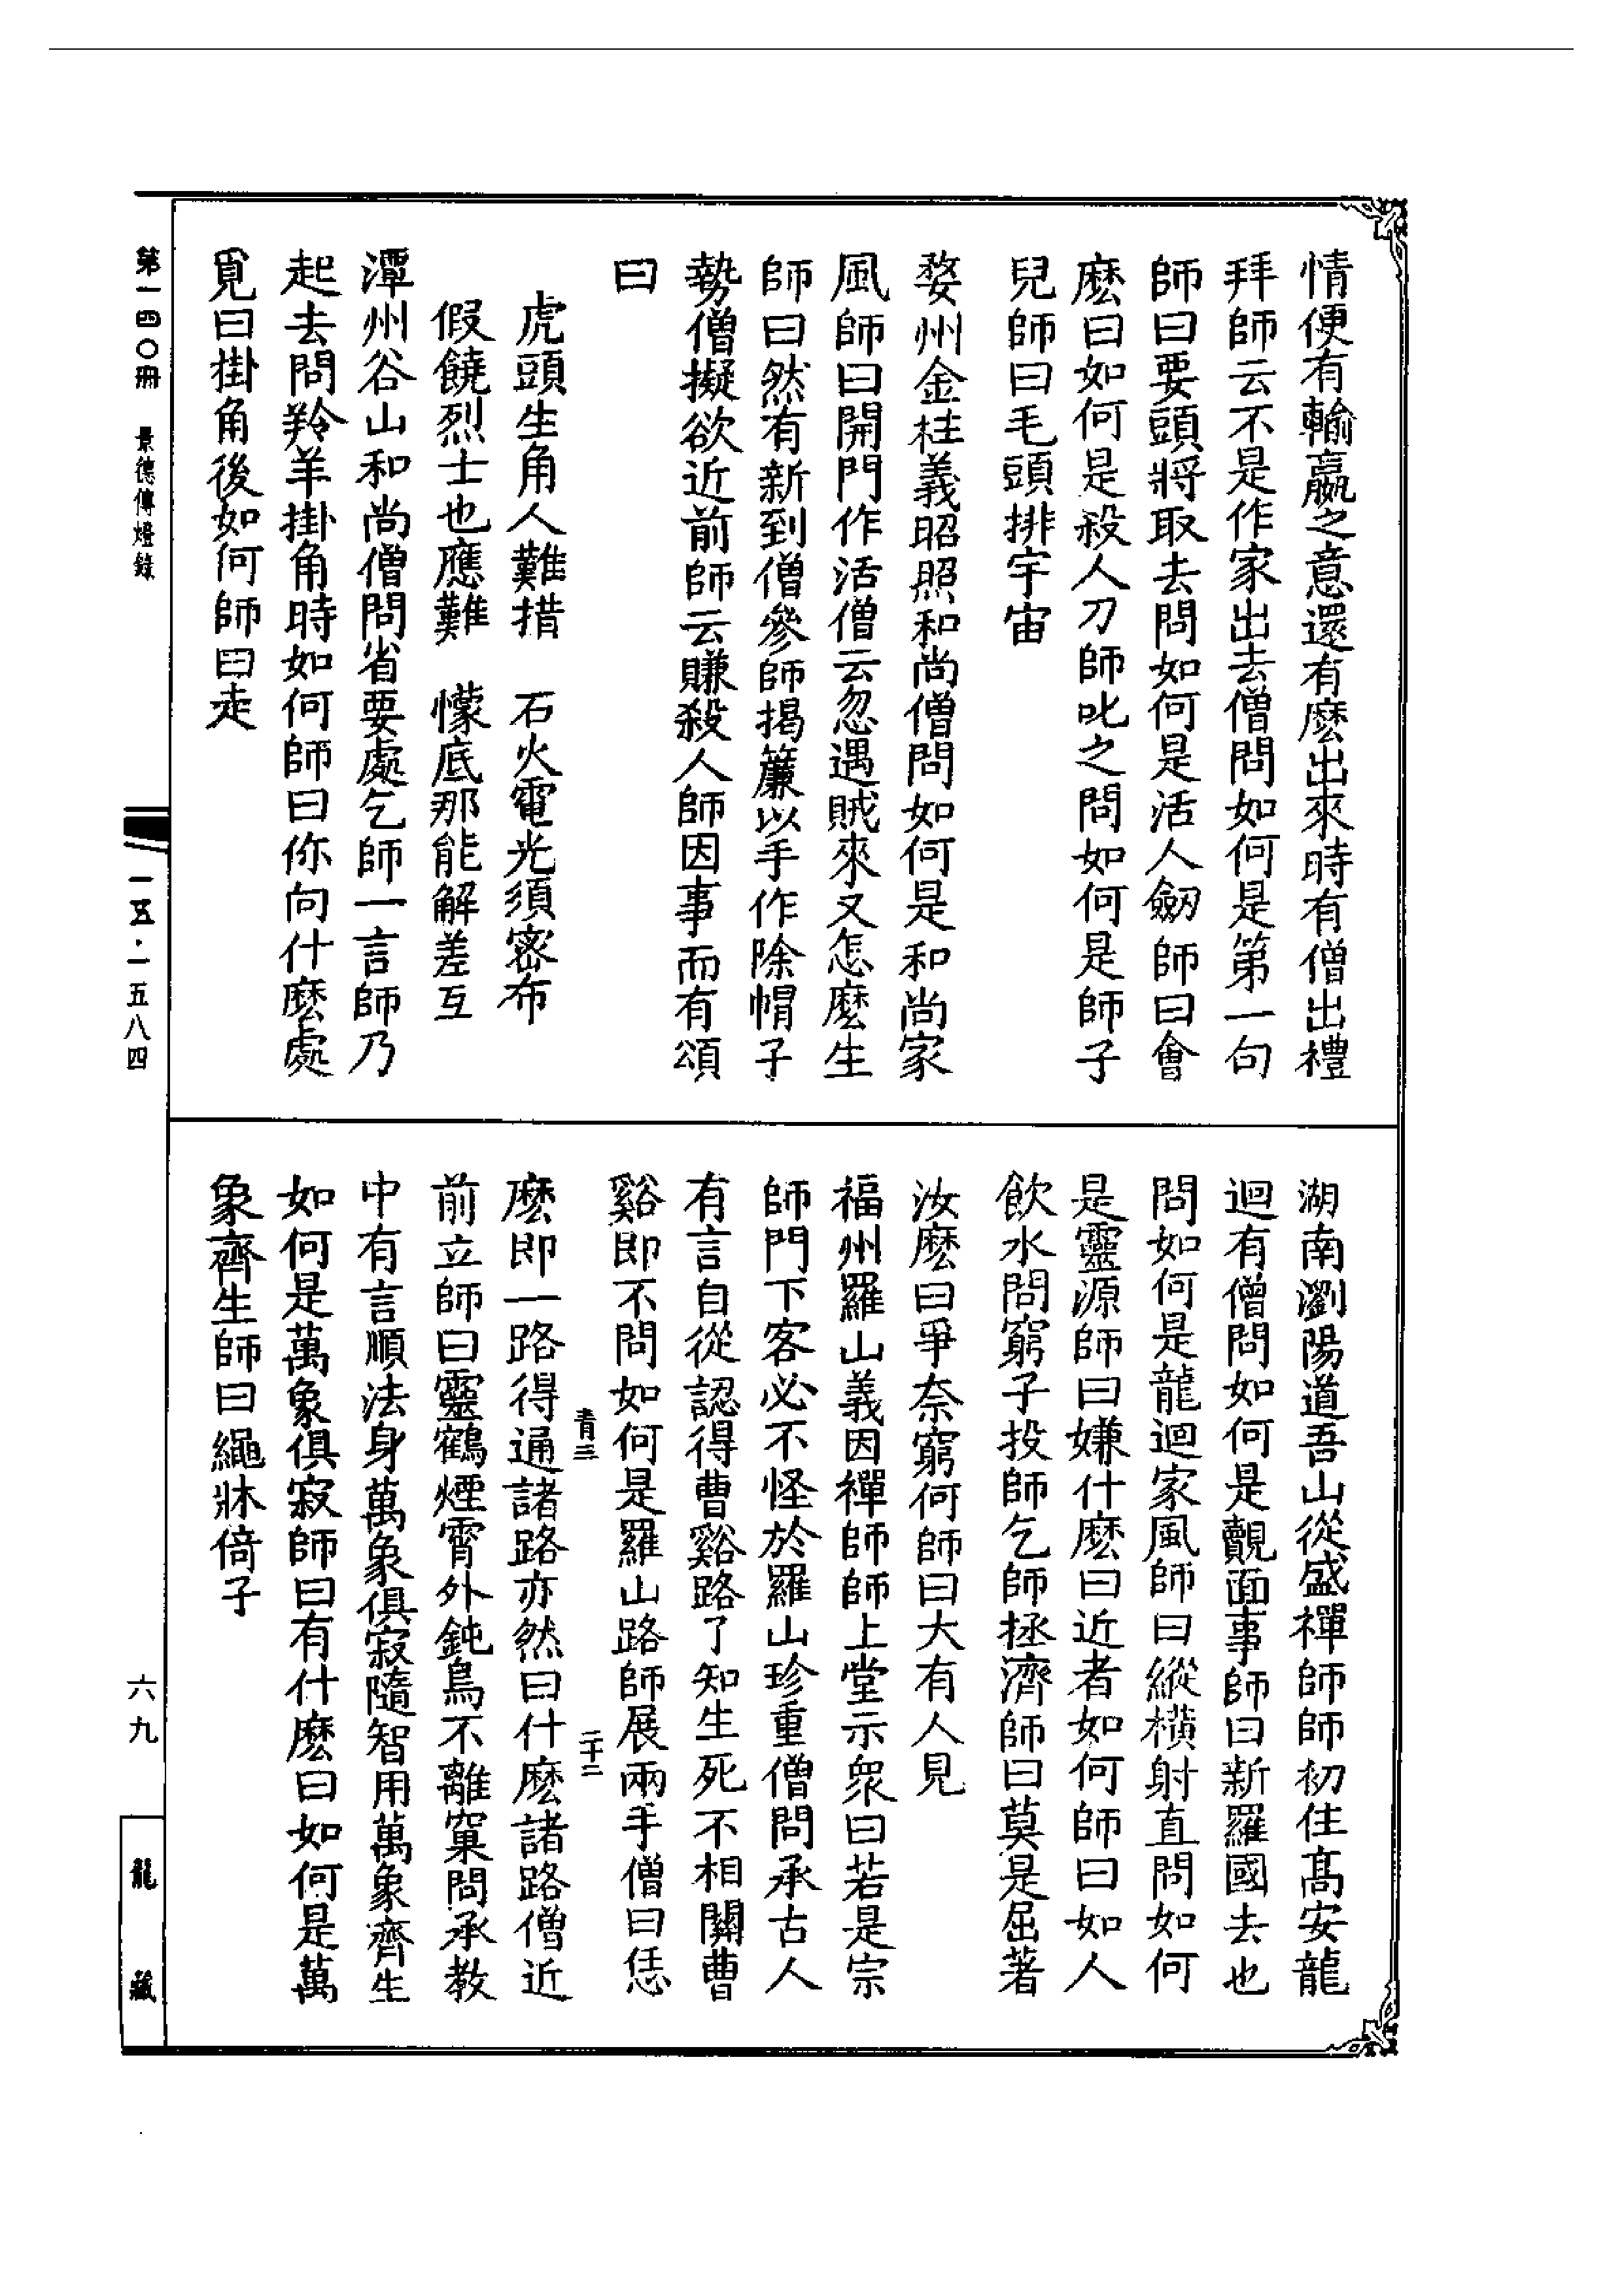 情便有輸嬴之意還有麽出來時有僧出禮
拜師云不是作家出去僧問如何是第一句
師曰要頭將取去問如何是活人劒師曰會
麽曰如何是殺人刀師叱之問如何是師子
兒師曰毛頭排宇宙
婺州金柱義昭照和尚僧問如何是和尚家
風師曰開門作活僧云忽遇賊來又怎麽生
師曰然有新到僧參師揭簾以手作除帽子
勢僧擬欲近前師云賺殺人師因事而有頌
曰
虎頭生角人難措　石火電光須密布
假饒烈士也應難　懞底那能解差互
潭州谷山和尚僧問省要處乞師一言師乃
起去問羚羊掛角時如何師曰你向什麽處
覓曰掛角後如何師曰走
湖南瀏陽道吾山從盛禪師師初住髙安龍
迴有僧問如何是覿面事師曰新羅國去也
問如何是龍迴家風師曰縱橫射直問如何
是靈源師曰嫌什麽曰近者如何師曰如人
飲水問窮子投師乞師拯濟師曰莫是屈著
汝麽曰爭奈窮何師曰大有人見
福州羅山義因禪師師上堂示衆曰若是宗
師門下客必不怪於羅山珍重僧問承古人
有言自從認得曹谿路了知生死不相關曹
谿即不問如何是羅山路師展兩手僧曰恁
青三　二十二
麽即一路得通諸路亦然曰什麽諸路僧近
前立師曰靈鶴煙霄外鈍鳥不離窠問承教
中有言順法身萬象俱寂隨智用萬象齊生
如何是萬象俱寂師曰有什麽曰如何是萬
象齊生師曰繩牀倚子
第一四〇冊　景德傳燈錄
一五·一五八四
六九
龍藏